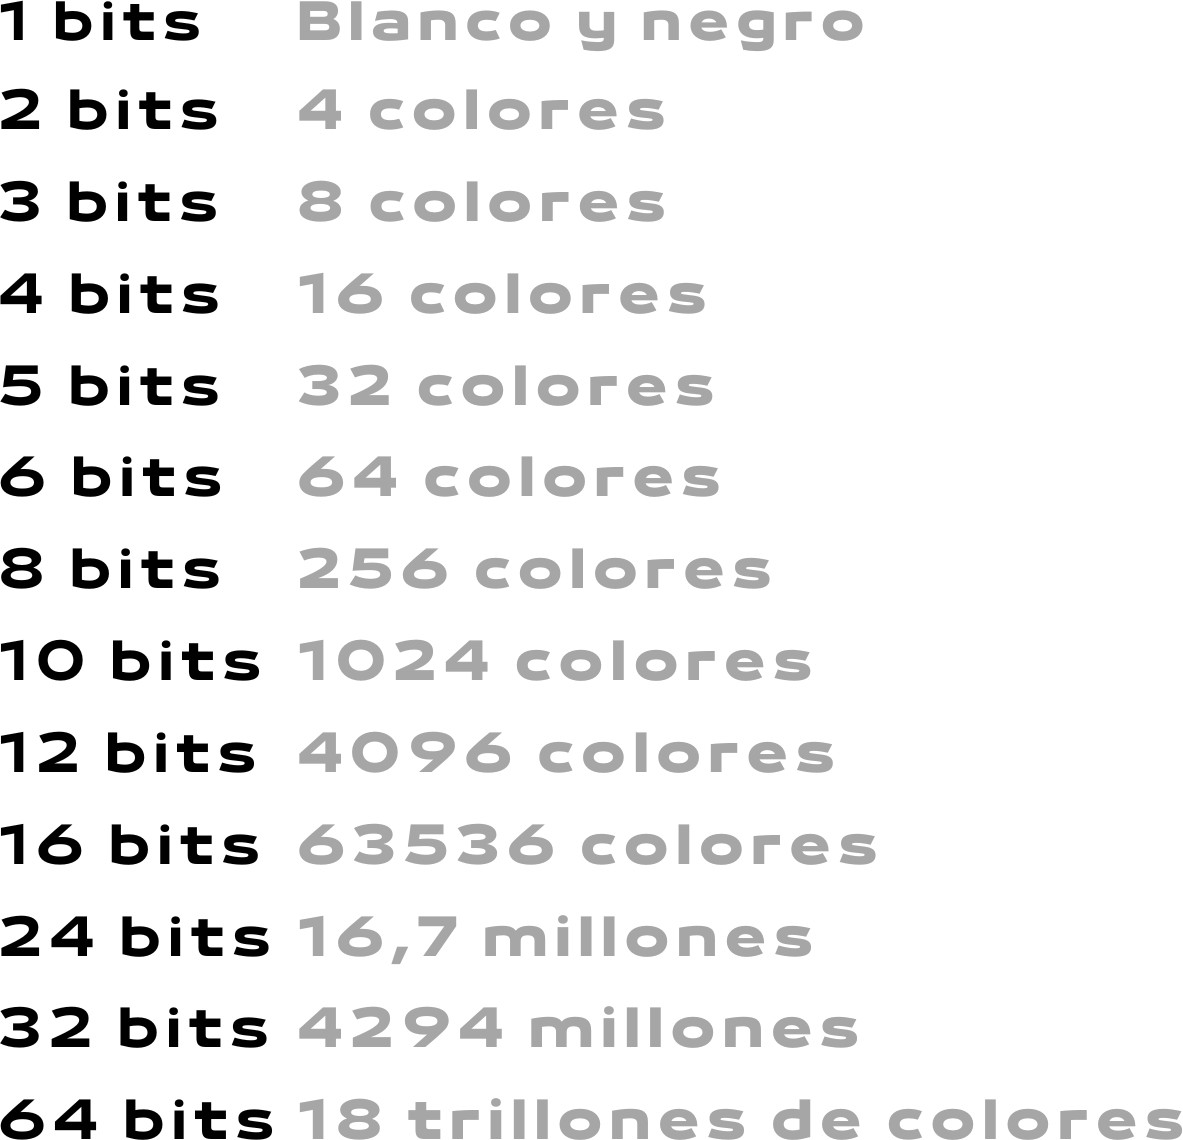 1 bits Blanco y negro
2 bits 4 colores
3 bits 8 colores
4 bits 16 colores
5 bits 32 colores
6 bits 64 colores
8 bits 256 colores
10 bits 1024 colores
12 bits 4096 colores
16 bits 63536 colores
24 bits 16,7 millones
32 bits 4294 millones
64 bits 18 trillones de colores